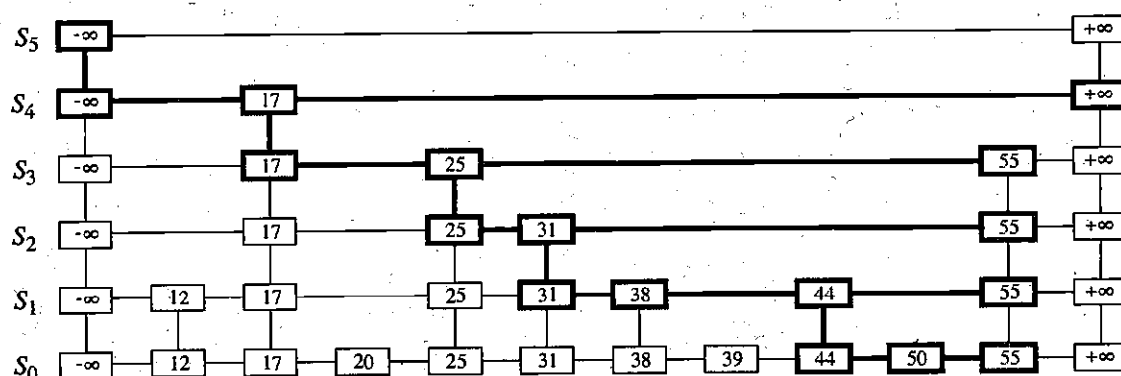 S5 -∞ +∞
S4 -∞ 17 +∞
S3 -∞ 17 25 55 +∞
S2 -∞ 17 25 31 55 +∞
S1 -∞ 12 17 25 31 38 44 55 +∞
S0 -∞ 12 17 20 25 31 38 39 44 50 55 +∞